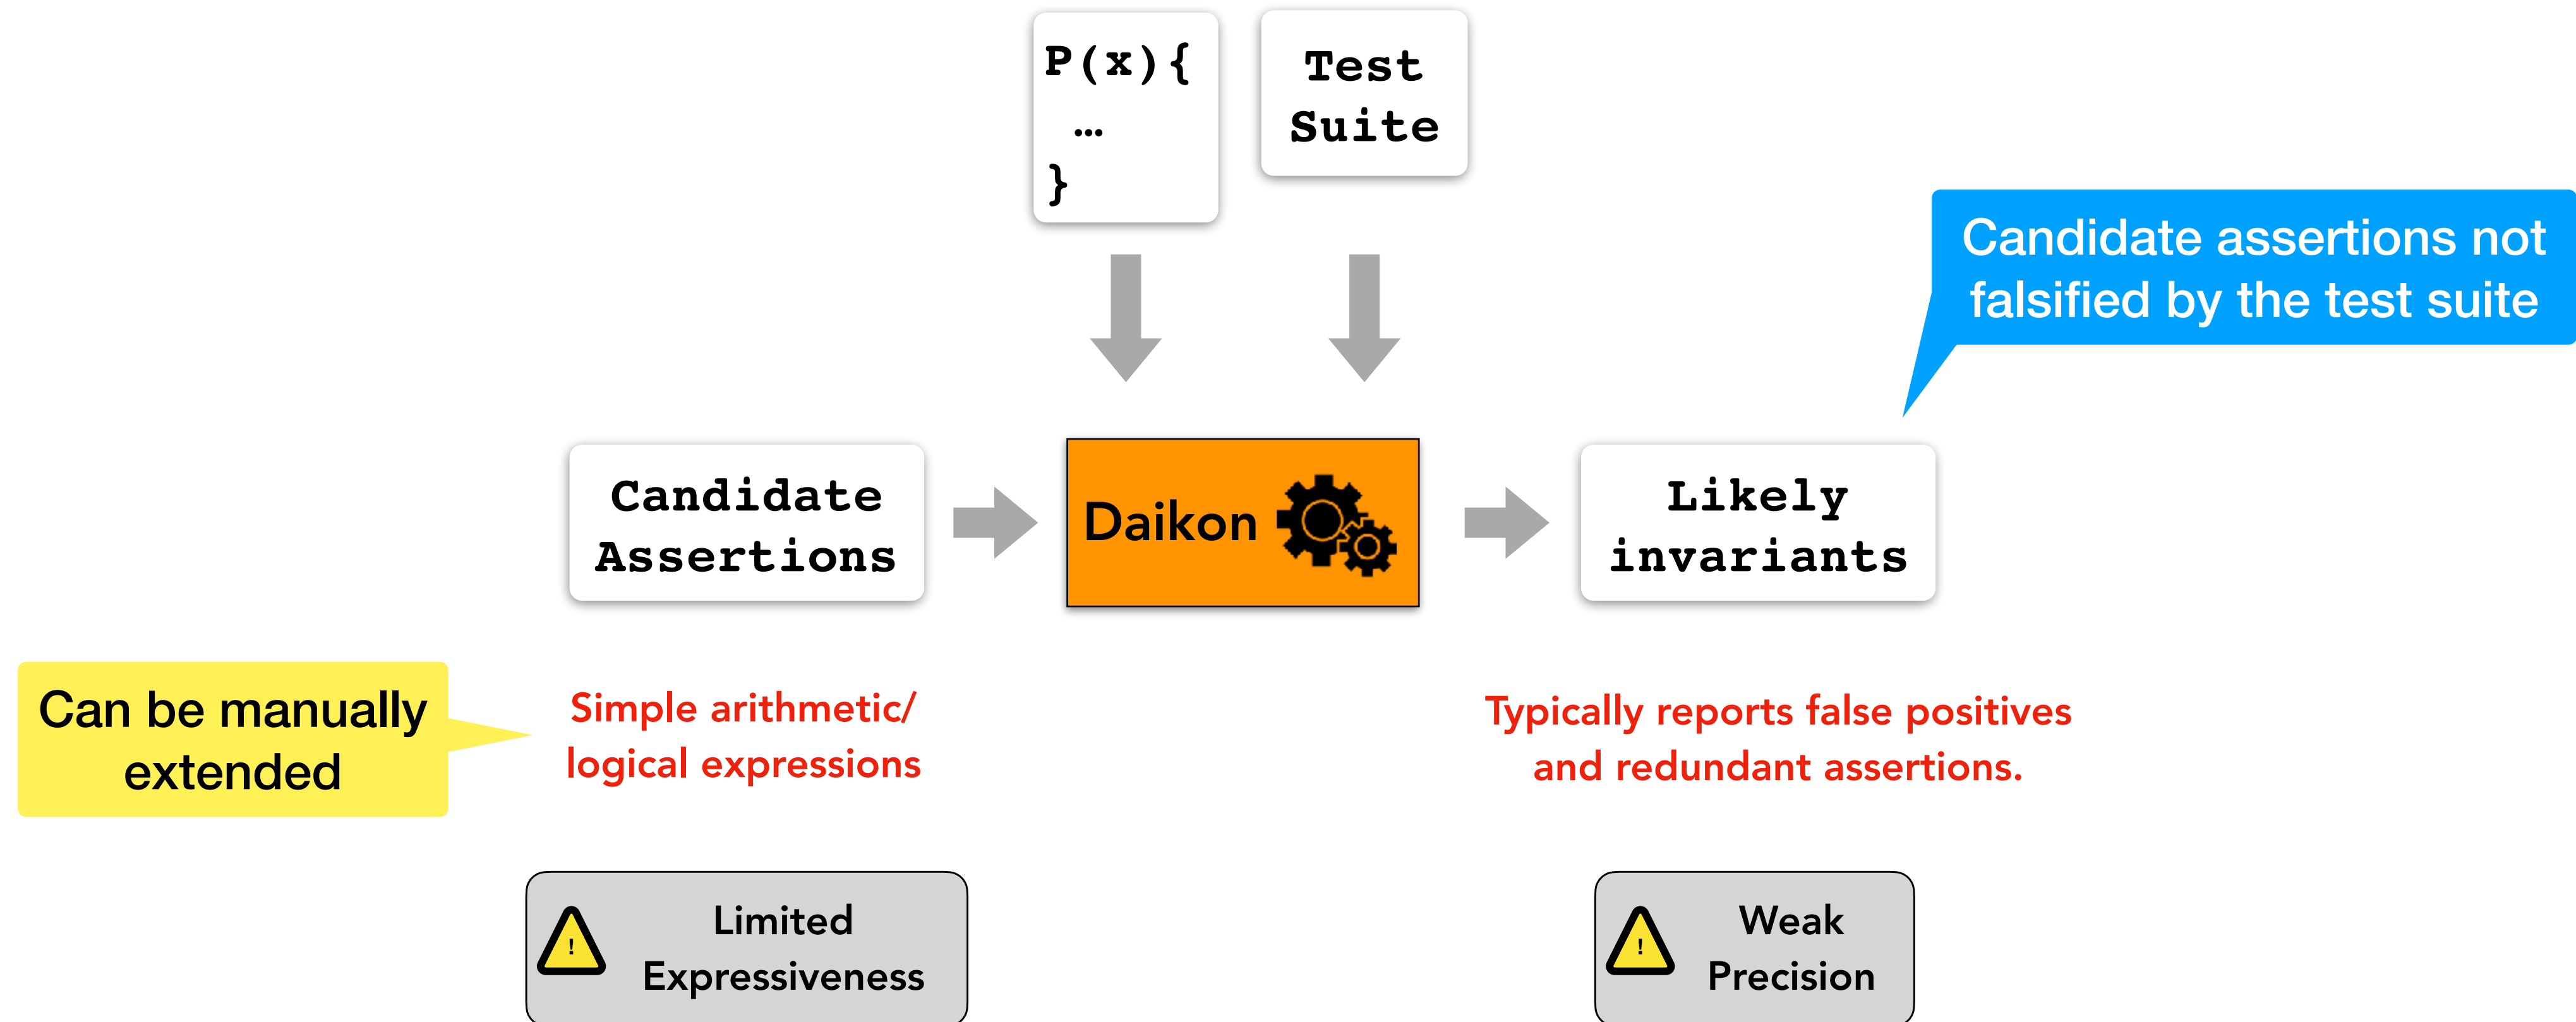 P(x){
…
}
Test
Suite
Candidate assertions not
falsified by the test suite
Candidate
Assertions
Daikon
Likely
invariants
Can be manually
extended
Simple arithmetic/
logical expressions
Typically reports false positives
and redundant assertions.
!
Limited
Expressiveness
!
Weak
Precision